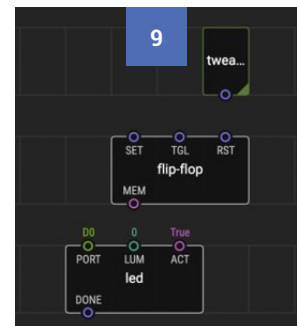 9
twea...
SET TGL RST
flip-flop
MEM
D0 0 True
PORT LUM ACT
led
DONE